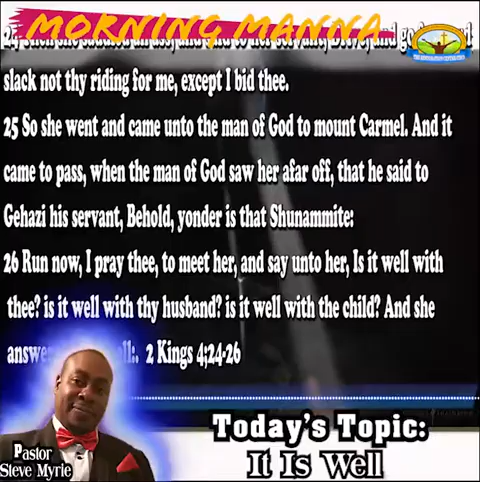 MORNING MANNA
slack not thy riding for me, except I bid thee.
25 So she went and came unto the man of God to mount Carmel. And it
came to pass, when the man of God saw her afar off, that he said to
Gehazi his servant, Behold, yonder is that Shunammite:
26 Run now, I pray thee, to meet her, and say unto her, Is it well with
thee? is it well with thy husband? is it well with the child? And she
2 Kings 4;24-26
Today's Topic:
It Is Well
Pastor
Steve Myrie